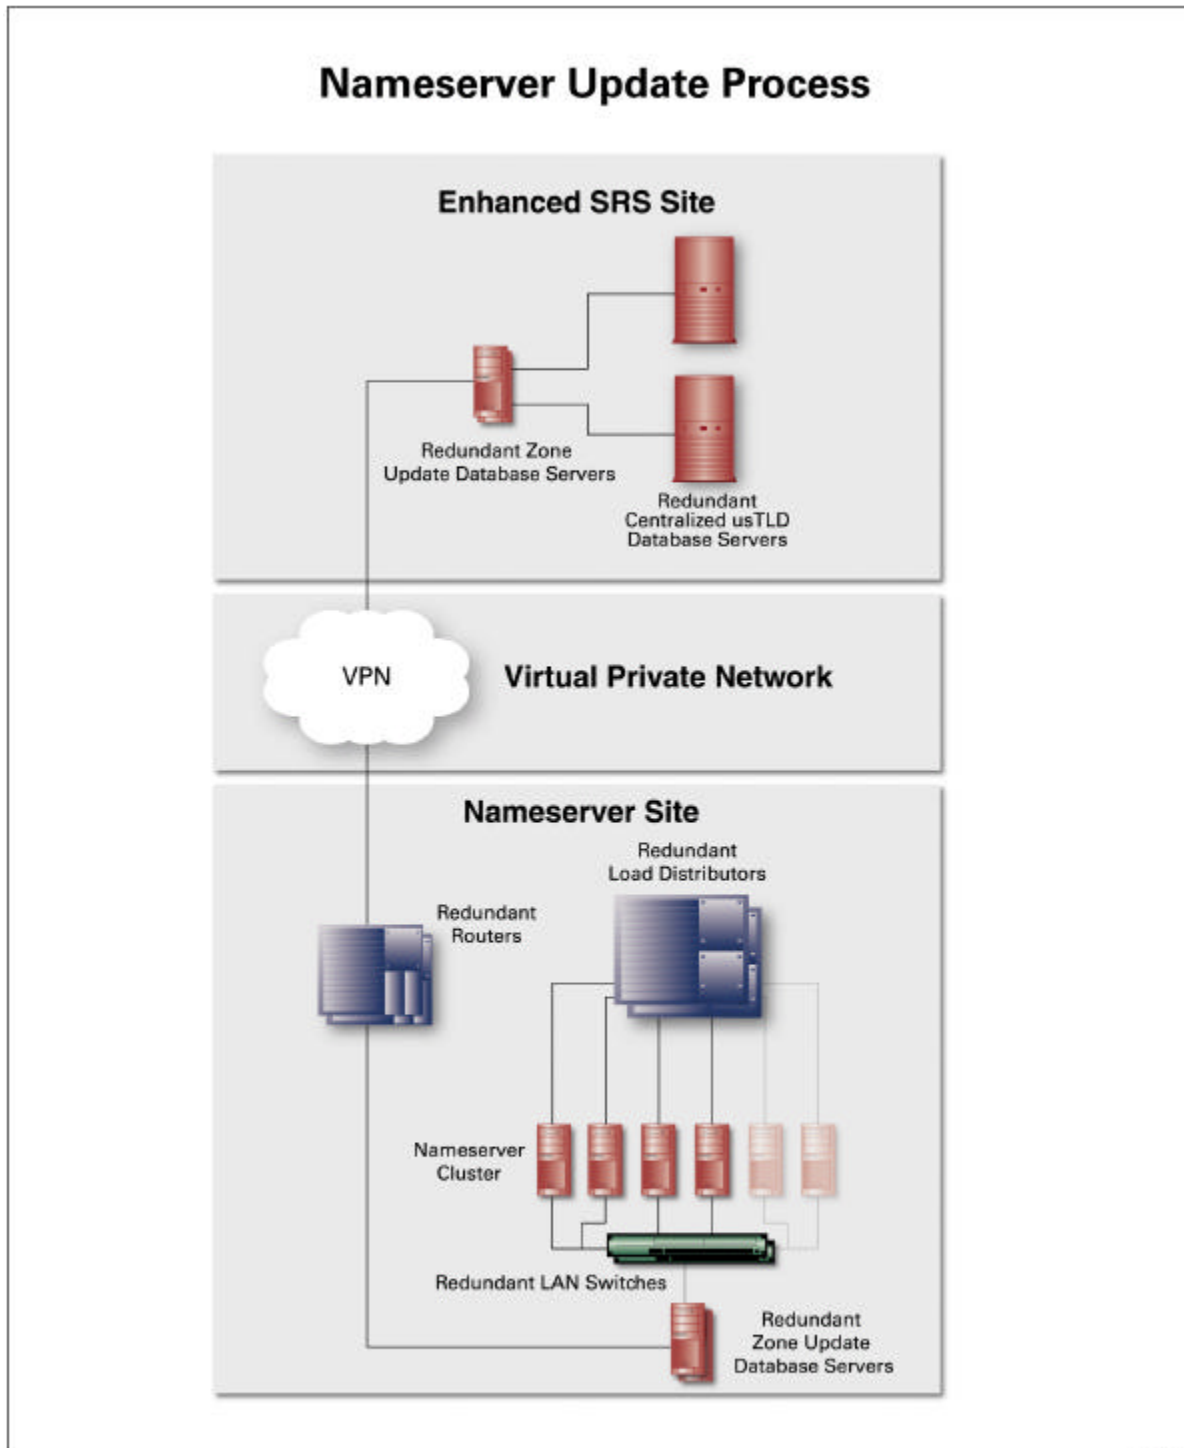 Nameserver Update Process
Enhanced SRS Site
Redundant Zone
Update Database Servers
Redundant
Centralized usTLD
Database Servers
VPN
Virtual Private Network
Nameserver Site
Redundant
Load Distributors
Redundant
Routers
Nameserver
Cluster
Redundant LAN Switches
Redundant
Zone Update
Database Servers